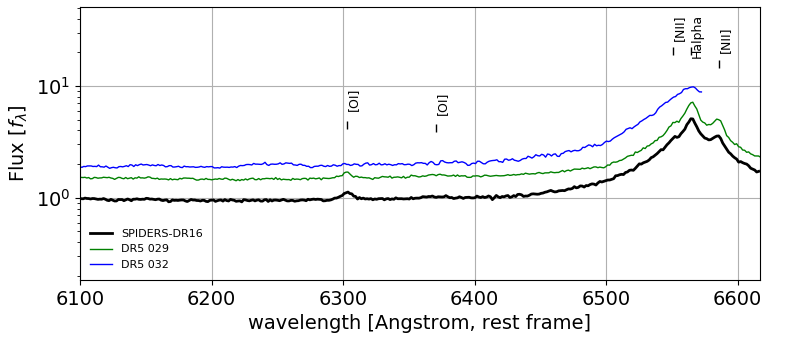 [NII]
Halpha
[NII]
[OI]
[OI]
10¹
10⁰
Flux [fλ]
SPIDERS-DR16
DR5 029
DR5 032
6100 6200 6300 6400 6500 6600
wavelength [Angstrom, rest frame]